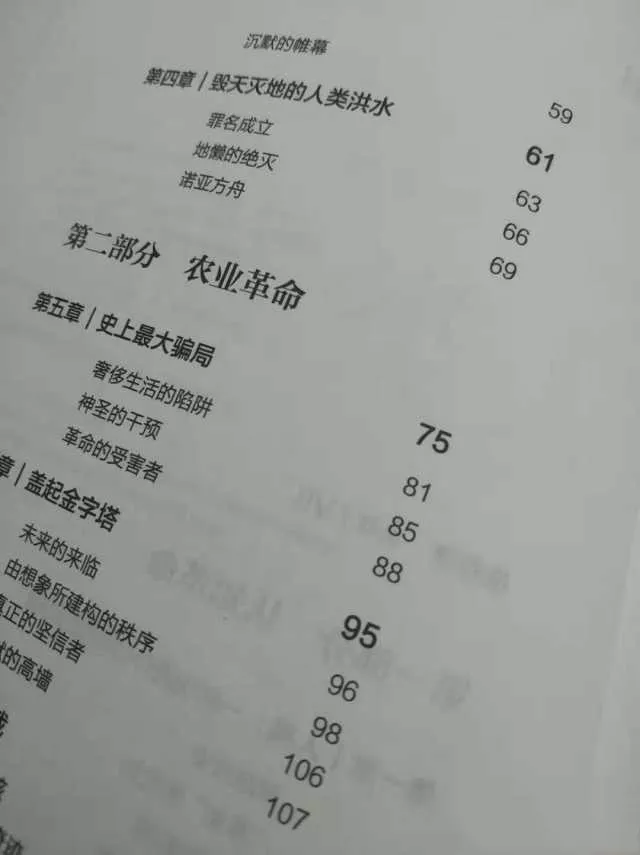 沉默的帷幕 59
第四章 | 毁天灭地的人类洪水 61
罪名成立 63
地懒的绝灭 66
诺亚方舟 69
第二部分 农业革命
第五章 | 史上最大骗局 75
奢侈生活的陷阱 81
神圣的干预 85
革命的受害者 88
章 | 盖起金字塔 95
未来的来临 96
由想象所建构的秩序 98
真正的坚信者 106
的高墙 107